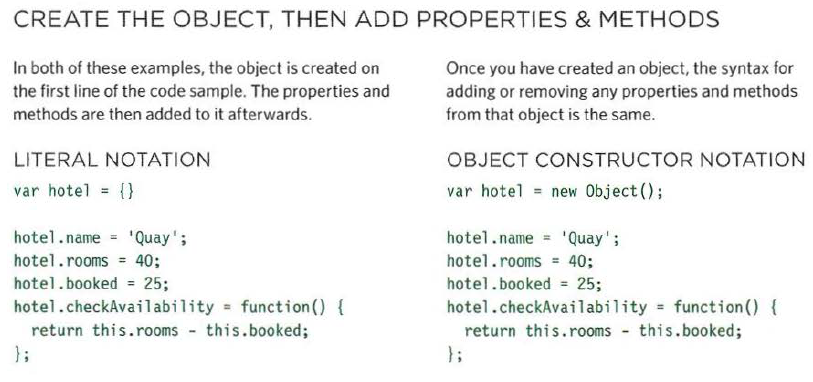 CREATE THE OBJECT, THEN ADD PROPERTIES & METHODS
In both of these examples, the object is created on
the first line of the code sample. The properties and
methods are then added to it afterwards.
LITERAL NOTATION
var hotel = {}
hotel.name = 'Quay';
hotel.rooms = 40;
hotel.booked = 25;
hotel.checkAvailability = function() {
return this.rooms - this.booked;
};
Once you have created an object, the syntax for
adding or removing any properties and methods
from that object is the same.
OBJECT CONSTRUCTOR NOTATION
var hotel = new Object();
hotel.name = 'Quay';
hotel.rooms = 40;
hotel.booked = 25;
hotel.checkAvailability = function() {
return this.rooms - this.booked;
};